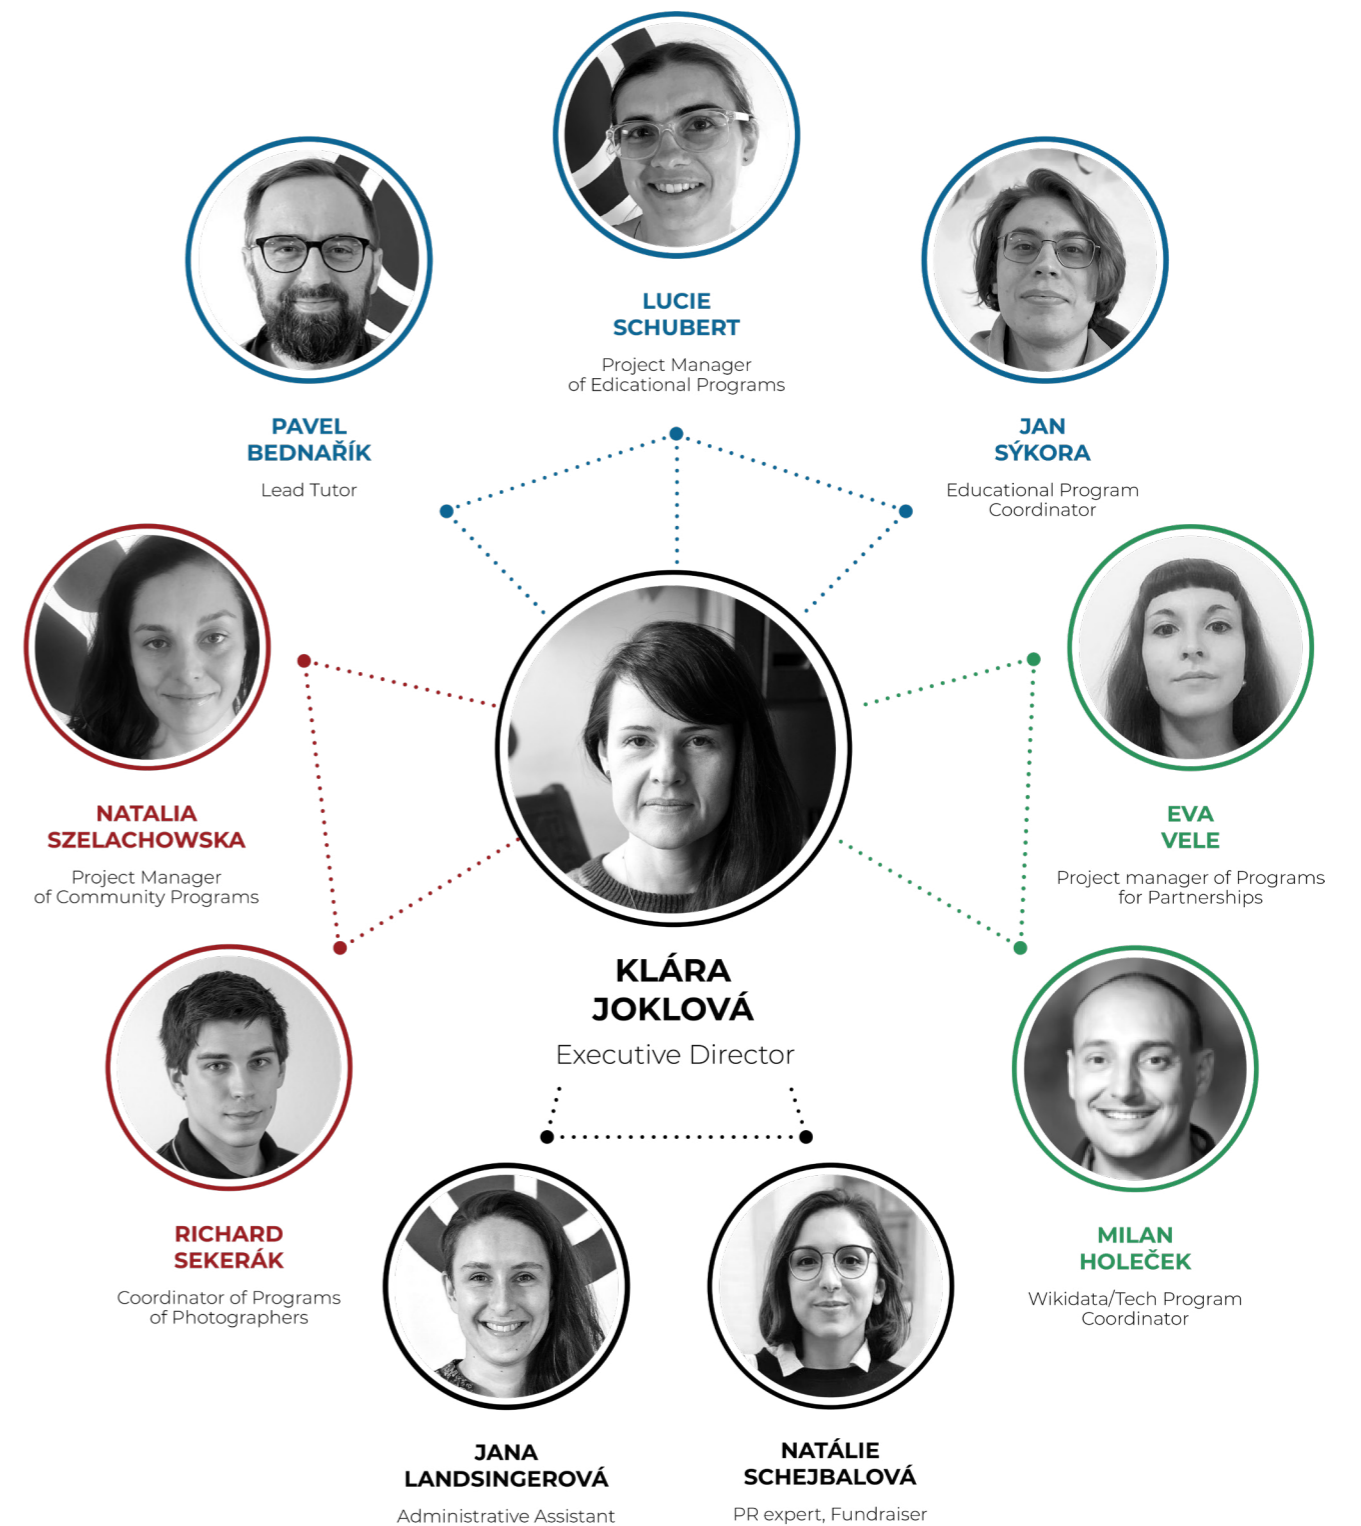 LUCIE
SCHUBERT
Project Manager
of Edicational Programs
PAVEL
BEDNAŘÍK
Lead Tutor
JAN
SÝKORA
Educational Program
Coordinator
NATALIA
SZELACHOWSKA
Project Manager
of Community Programs
EVA
VELE
Project manager of Programs
for Partnerships
KLÁRA
JOKLOVÁ
Executive Director
RICHARD
SEKERÁK
Coordinator of Programs
of Photographers
MILAN
HOLEČEK
Wikidata/Tech Program
Coordinator
JANA
LANDSINGEROVÁ
Administrative Assistant
NATÁLIE
SCHEJBALOVÁ
PR expert, Fundraiser